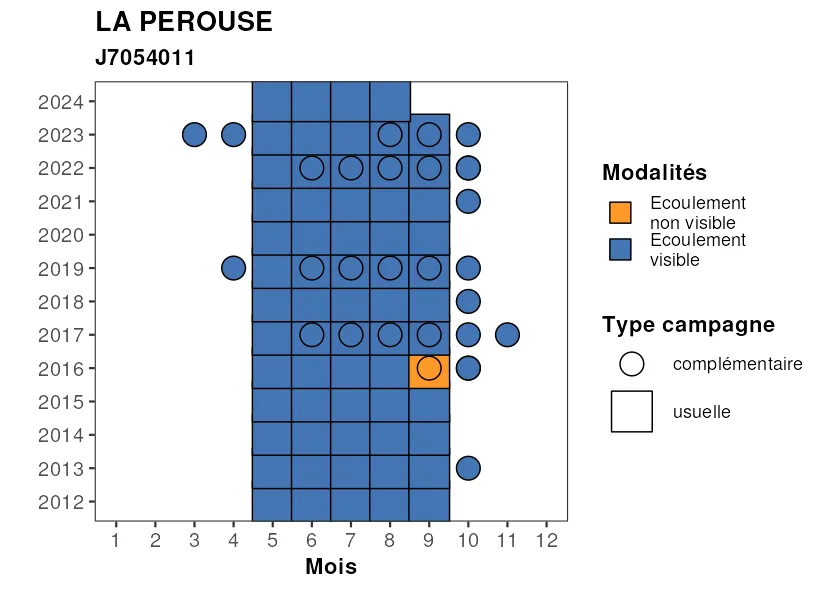 LA PEROUSE
J7054011
2024
2023
2022
2021
2020
2019
2018
2017
2016
2015
2014
2013
2012
1 2 3 4 5 6 7 8 9 10 11 12
Mois
Modalités
Ecoulement
non visible
Ecoulement
visible
Type campagne
complémentaire
usuelle